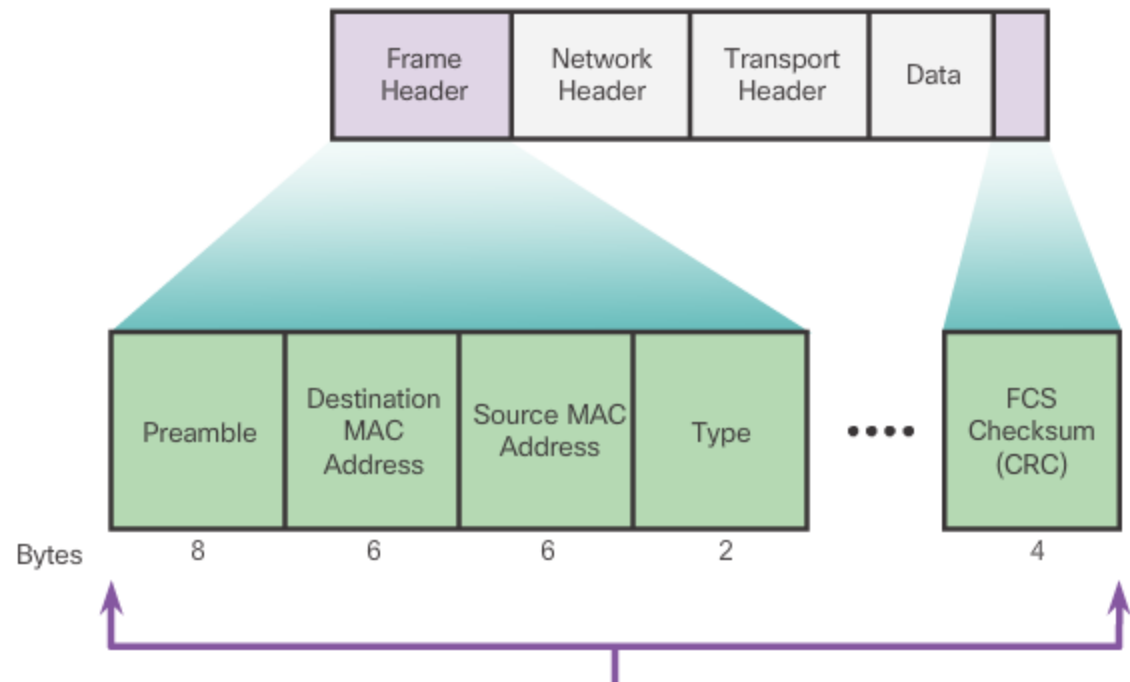 Frame
Header
Network
Header
Transport
Header
Data
Preamble
Destination
MAC
Address
Source MAC
Address
Type
FCS
Checksum
(CRC)
Bytes 8 6 6 2 4